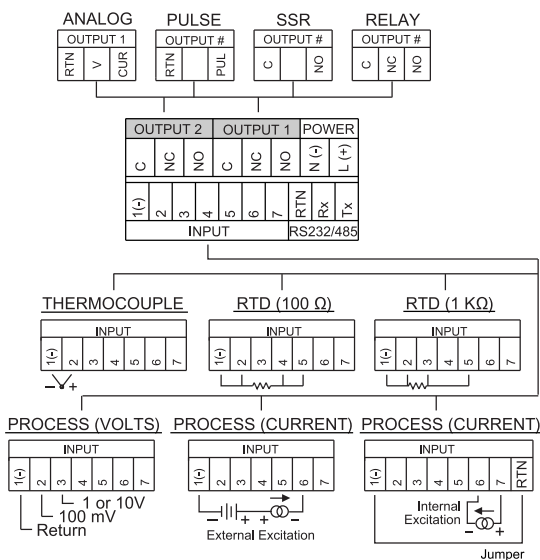 ANALOG PULSE SSR RELAY
OUTPUT 1 OUTPUT # OUTPUT # OUTPUT #
RTN V CUR RTN PUL C NO C NC NO
OUTPUT 2 OUTPUT 1 POWER
C NC NO C NC NO N (-) L (+)
1(-) 2 3 4 5 6 7 RTN Rx Tx
INPUT RS232/485
THERMOCOUPLE RTD (100 Ω) RTD (1 KΩ)
INPUT INPUT INPUT
1(-) 2 3 4 5 6 7 1(-) 2 3 4 5 6 7 1(-) 2 3 4 5 6 7
- +
PROCESS (VOLTS) PROCESS (CURRENT) PROCESS (CURRENT)
INPUT INPUT INPUT
1(-) 2 3 4 5 6 7 1(-) 2 3 4 5 6 7 1(-) 2 3 4 5 6 7 RTN
1 or 10V
100 mV
Return
- + + -
External Excitation
Internal
Excitation
- +
Jumper